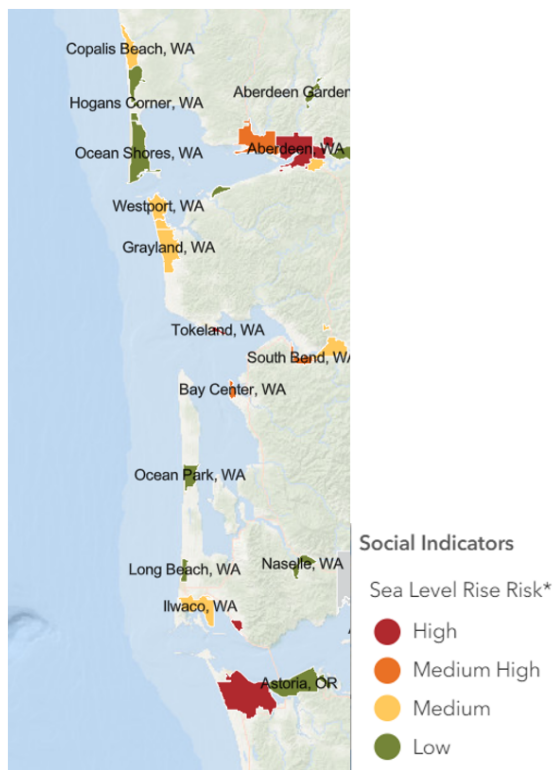 Copalis Beach, WA
Aberdeen Garden
Hogans Corner, WA
Aberdeen, WA
Ocean Shores, WA
Westport, WA
Grayland, WA
Tokeland, WA
South Bend, WA
Bay Center, WA
Ocean Park, WA
Long Beach, WA
Naselle, WA
Ilwaco, WA
Astoria, OR
Social Indicators
Sea Level Rise Risk*
High
Medium High
Medium
Low